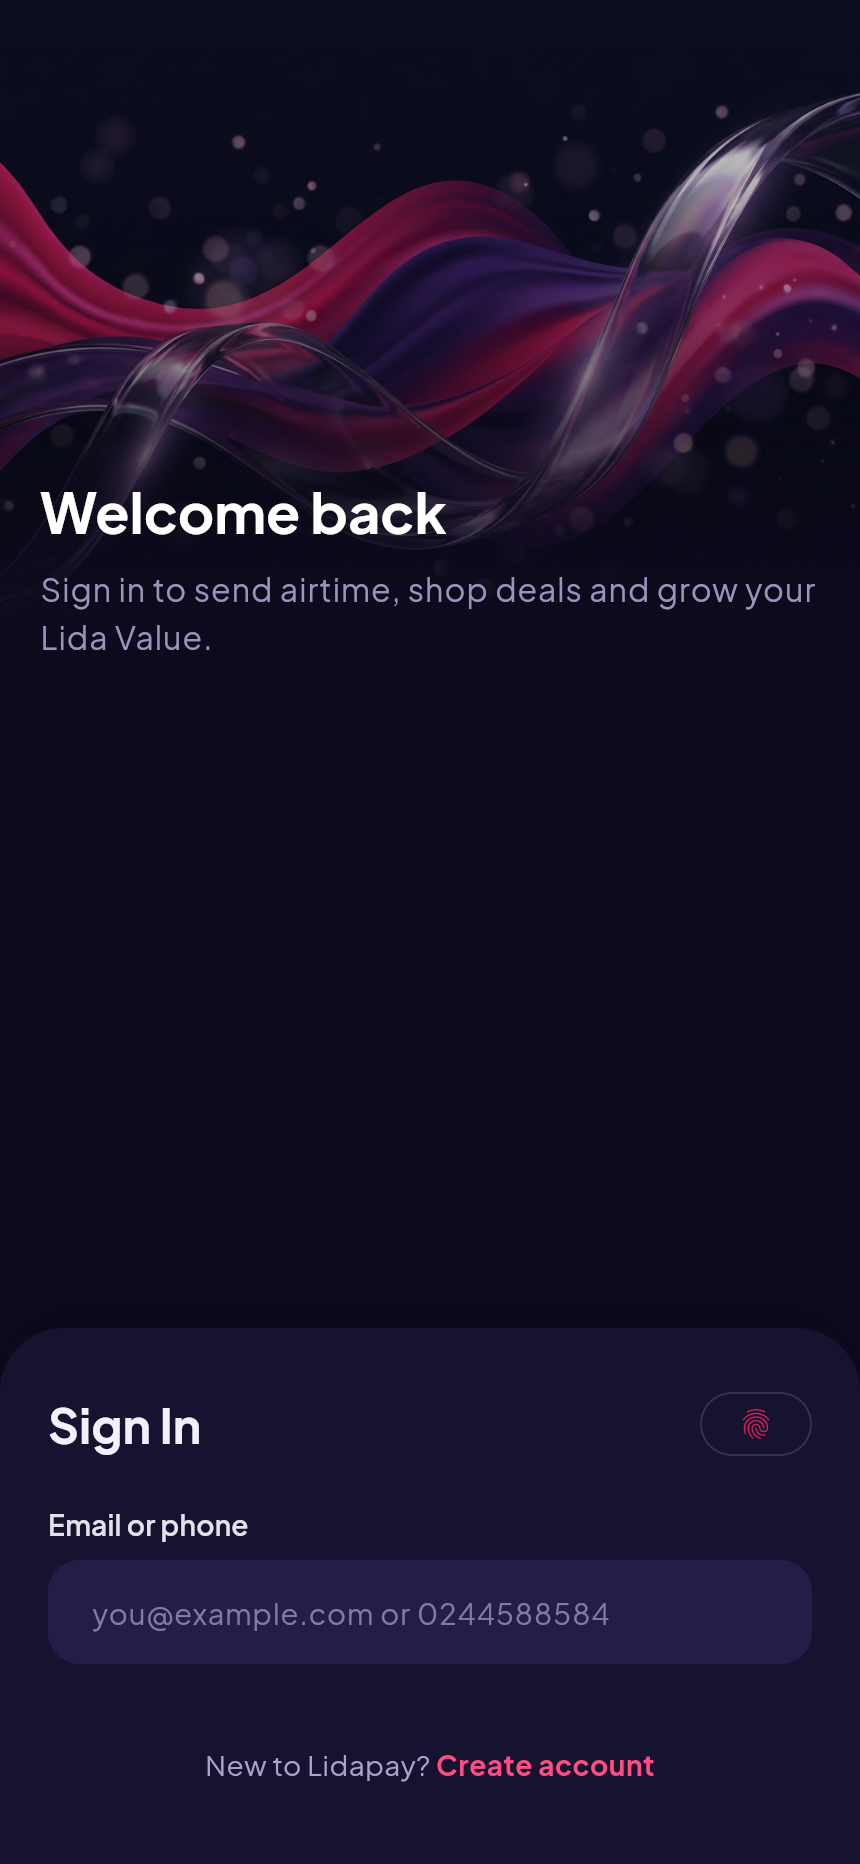 Welcome back
Sign in to send airtime, shop deals and grow your
Lida Value.
Sign In
Email or phone
you@example.com or 0244588584
New to Lidapay? Create account